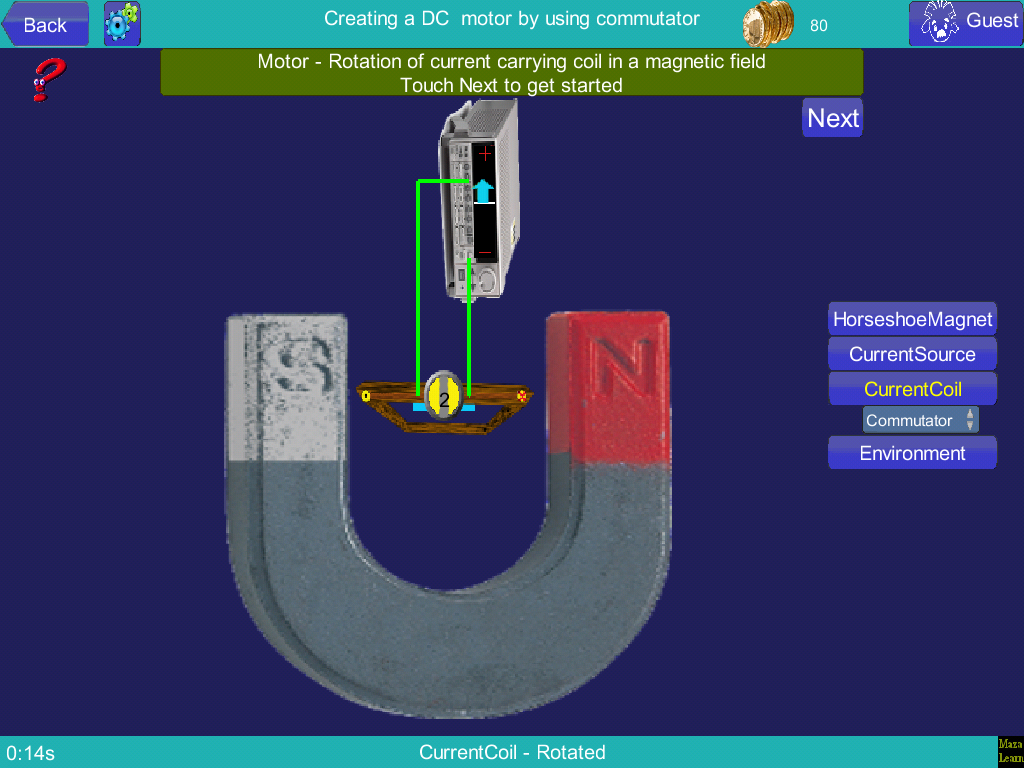 Back
Creating a DC  motor by using commutator
80
Guest
Motor - Rotation of current carrying coil in a magnetic field
Touch Next to get started
Next
S
N
2
HorseshoeMagnet
CurrentSource
CurrentCoil
Commutator
Environment
0:14s
CurrentCoil - Rotated
Maza
Learn